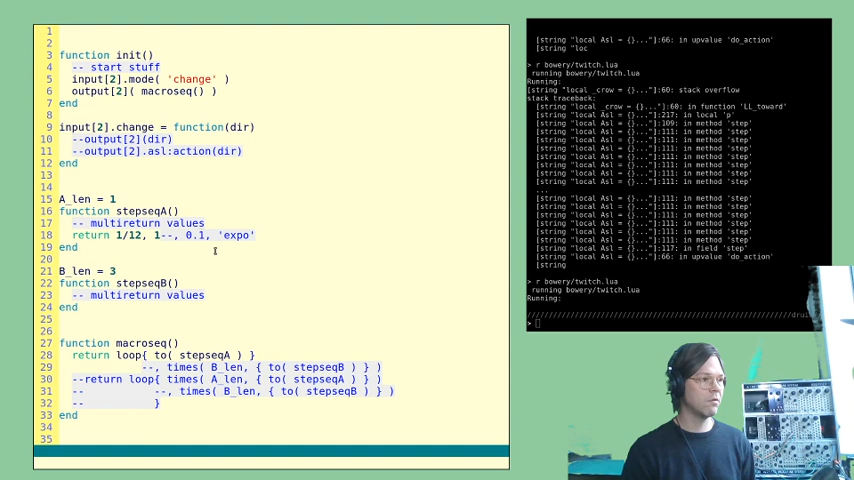 1
2
3 function init()
4 -- start stuff
5 input[2].mode( 'change' )
6 output[2]( macroseq() )
7 end
8
9 input[2].change = function(dir)
10 --output[2](dir)
11 --output[2].asl:action(dir)
12 end
13
14
15 A_len = 1
16 function stepseqA()
17 -- multireturn values
18 return 1/12, 1--, 0.1, 'expo'
19 end
20
21 B_len = 3
22 function stepseqB()
23 -- multireturn values
24 end
25
26
27 function macroseq()
28 return loop{ to( stepseqA ) }
29 --, times( B_len, { to( stepseqB ) } )
30 --return loop{ times( A_len, { to( stepseqA ) } )
31 -- --, times( B_len, { to( stepseqB ) } )
32 -- }
33 end
34
35
[string "local Asl = {}..."]:66: in upvalue 'do_action'
[string "loc
> r bowery/twitch.lua
running bowery/twitch.lua
Running:
[string "local _crow = {}..."]:60: stack overflow
stack traceback:
[string "local _crow = {}..."]:60: in function 'LL_toward'
[string "local Asl = {}..."]:217: in local 'p'
[string "local Asl = {}..."]:109: in method 'step'
[string "local Asl = {}..."]:111: in method 'step'
[string "local Asl = {}..."]:111: in method 'step'
[string "local Asl = {}..."]:111: in method 'step'
[string "local Asl = {}..."]:111: in method 'step'
[string "local Asl = {}..."]:111: in method 'step'
[string "local Asl = {}..."]:111: in method 'step'
[string "local Asl = {}..."]:111: in method 'step'
...
[string "local Asl = {}..."]:111: in method 'step'
[string "local Asl = {}..."]:111: in method 'step'
[string "local Asl = {}..."]:111: in method 'step'
[string "local Asl = {}..."]:111: in method 'step'
[string "local Asl = {}..."]:111: in method 'step'
[string "local Asl = {}..."]:111: in method 'step'
[string "local Asl = {}..."]:117: in field 'step'
[string "local Asl = {}..."]:66: in upvalue 'do_action'
[string
> r bowery/twitch.lua
running bowery/twitch.lua
Running:
>